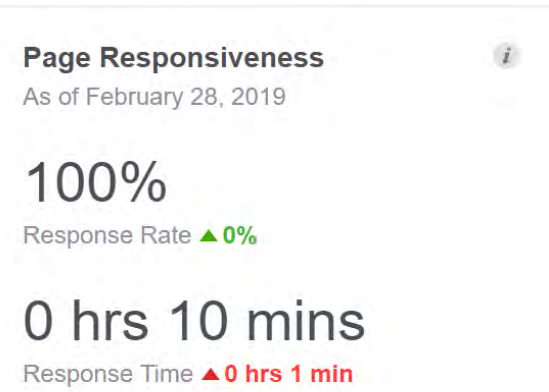 Page Responsiveness i
As of February 28, 2019
100%
Response Rate ▲ 0%
0 hrs 10 mins
Response Time ▲ 0 hrs 1 min